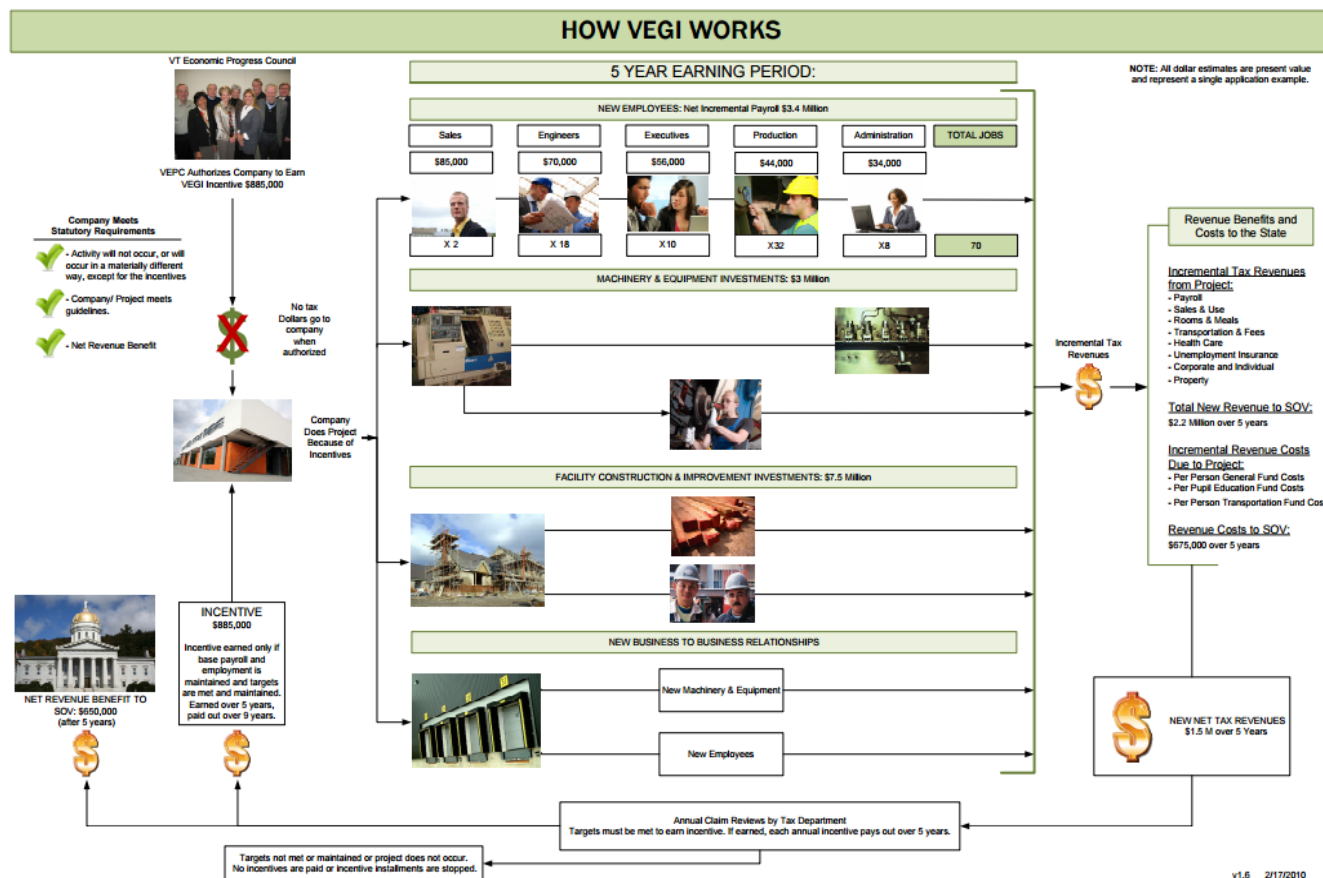 HOW VEGI WORKS
VT Economic Progress Council
VEPC Authorizes Company to Earn
VEGI Incentive $885,000
Company Meets
Statutory Requirements
- Activity will not occur, or will
occur in a materially different
way, except for the incentives
- Company/ Project meets
guidelines.
- Net Revenue Benefit
No tax
Dollars go to
company
when
authorized
Company
Does Project
Because of
Incentives
5 YEAR EARNING PERIOD:
NOTE: All dollar estimates are present value
and represent a single application example.
NEW EMPLOYEES: Net Incremental Payroll $3.4 Million
Sales
Engineers
Executives
Production
Administration
TOTAL JOBS
$85,000
$70,000
$56,000
$44,000
$34,000
X 2
X 18
X10
X32
X8
70
MACHINERY & EQUIPMENT INVESTMENTS: $3 Million
FACILITY CONSTRUCTION & IMPROVEMENT INVESTMENTS: $7.5 Million
NEW BUSINESS TO BUSINESS RELATIONSHIPS
New Machinery & Equipment
New Employees
Incremental Tax
Revenues
Revenue Benefits and
Costs to the State
Incremental Tax Revenues
from Project:
- Payroll
- Sales & Use
- Rooms & Meals
- Transportation & Fees
- Health Care
- Unemployment Insurance
- Corporate and Individual
- Property
Total New Revenue to SOV:
$2.2 Million over 5 years
Incremental Revenue Costs
Due to Project:
- Per Person General Fund Costs
- Per Pupil Education Fund Costs
- Per Person Transportation Fund Cos
Revenue Costs to SOV:
$675,000 over 5 years
NEW NET TAX REVENUES
$1.5 M over 5 Years
INCENTIVE
$885,000
Incentive earned only if
base payroll and
employment is
maintained and targets
are met and maintained.
Earned over 5 years,
paid out over 9 years.
NET REVENUE BENEFIT TO
SOV: $650,000
(after 5 years)
Annual Claim Reviews by Tax Department
Targets must be met to earn incentive. If earned, each annual incentive pays out over 5 years.
Targets not met or maintained or project does not occur.
No incentives are paid or incentive installments are stopped.
v1.6 2/17/2010